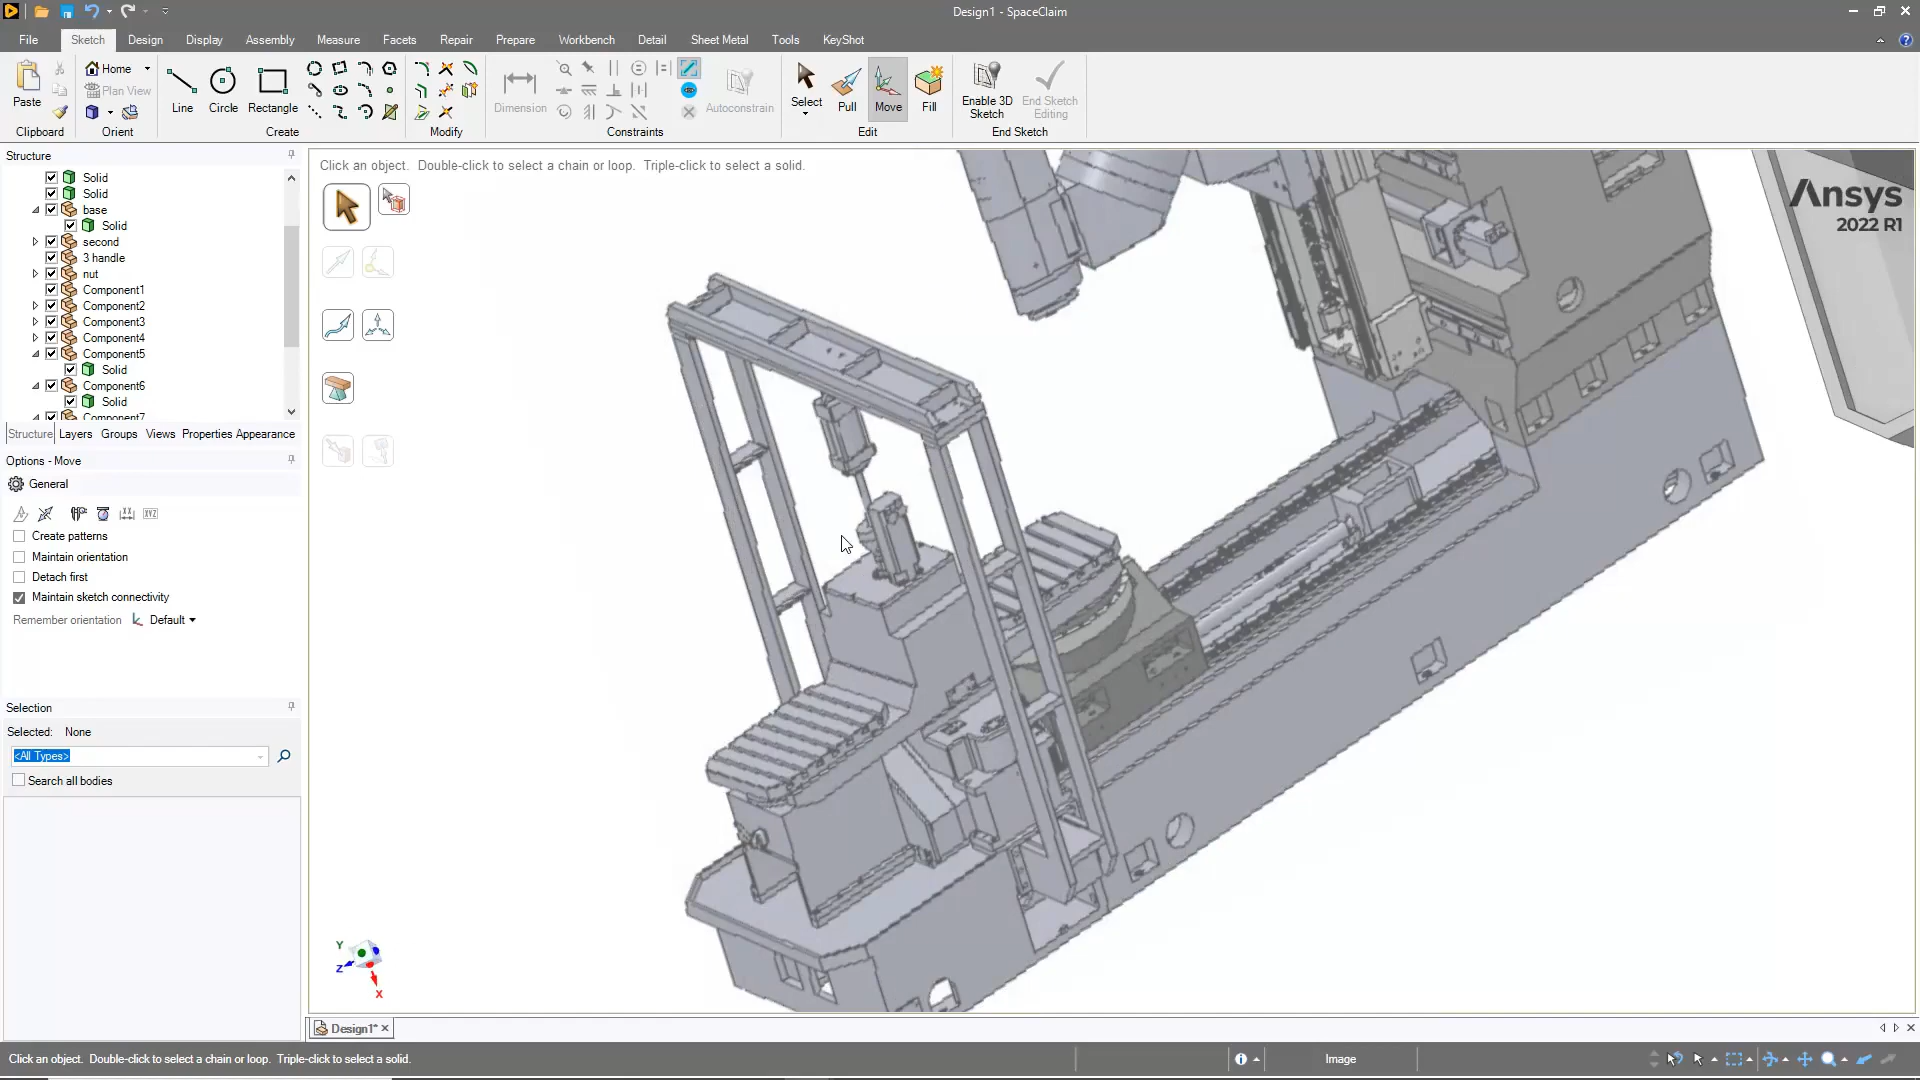 Design1 - SpaceClaim
File Sketch Design Display Assembly Measure Facets Repair Prepare Workbench Detail Sheet Metal Tools KeyShot
Paste
Clipboard
Home
Plan View
Orient
Line Circle Rectangle
Create
Modify
Dimension
Autoconstrain
Constraints
Select Pull Move Fill
Edit
Enable 3D Sketch
End Sketch Editing
End Sketch
Structure
Solid
Solid
base
Solid
second
3 handle
nut
Component1
Component2
Component3
Component4
Component5
Solid
Component6
Solid
Component7
Structure Layers Groups Views Properties Appearance
Options - Move
General
Create patterns
Maintain orientation
Detach first
Maintain sketch connectivity
Remember orientation Default
Selection
Selected: None
<All Types>
Search all bodies
Click an object. Double-click to select a chain or loop. Triple-click to select a solid.
Ansys
2022 R1
Y
Z
X
Design1*
Click an object. Double-click to select a chain or loop. Triple-click to select a solid.
Image